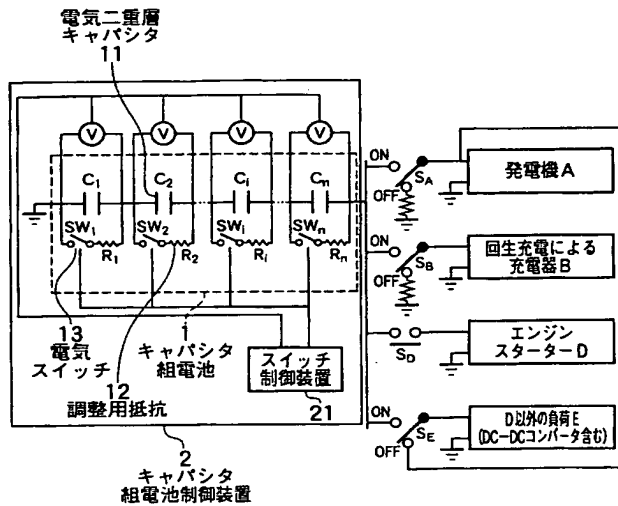 電気二重層
キャパシタ
11
V V V V
C1 C2 Ci Cn
SW1 SW2 SWi SWn
R1 R2 Ri Rn
13
電気
スイッチ
12
調整用抵抗
1
キャパシタ
組電池
スイッチ
制御装置
21
2
キャパシタ
組電池制御装置
ON
OFF
SA
発電機A
ON
OFF
SB
回生充電による
充電器B
SD
エンジン
スターターD
ON
OFF
SE
D以外の負荷E
(DC-DCコンバータ含む)